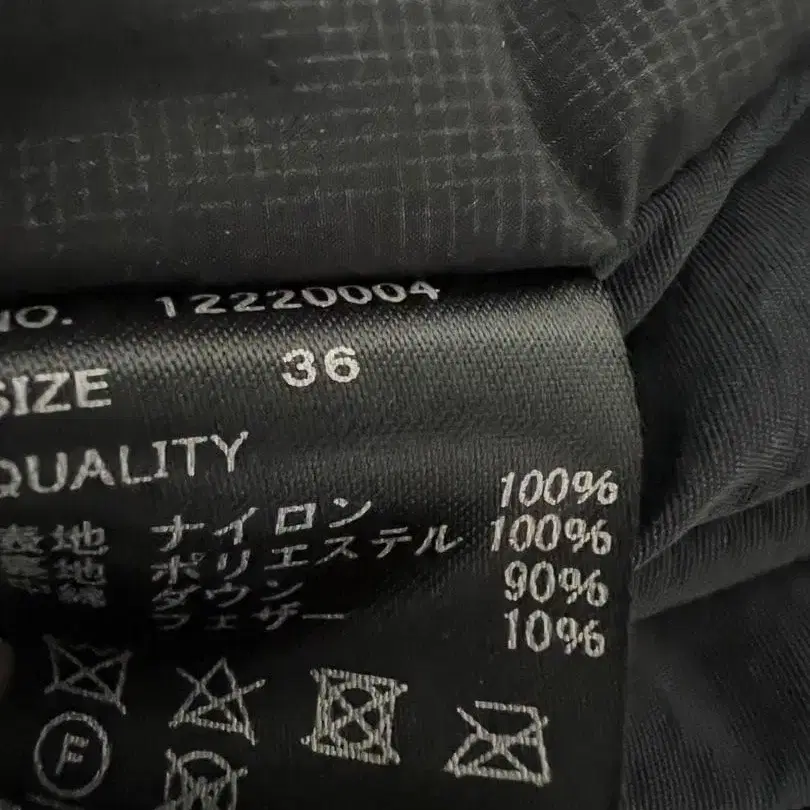 NO. 12220004
SIZE 36
QUALITY
表地 ナイロン 100%
裏地 ポリエステル 100%
ダウン 90%
フェザー 10%
F